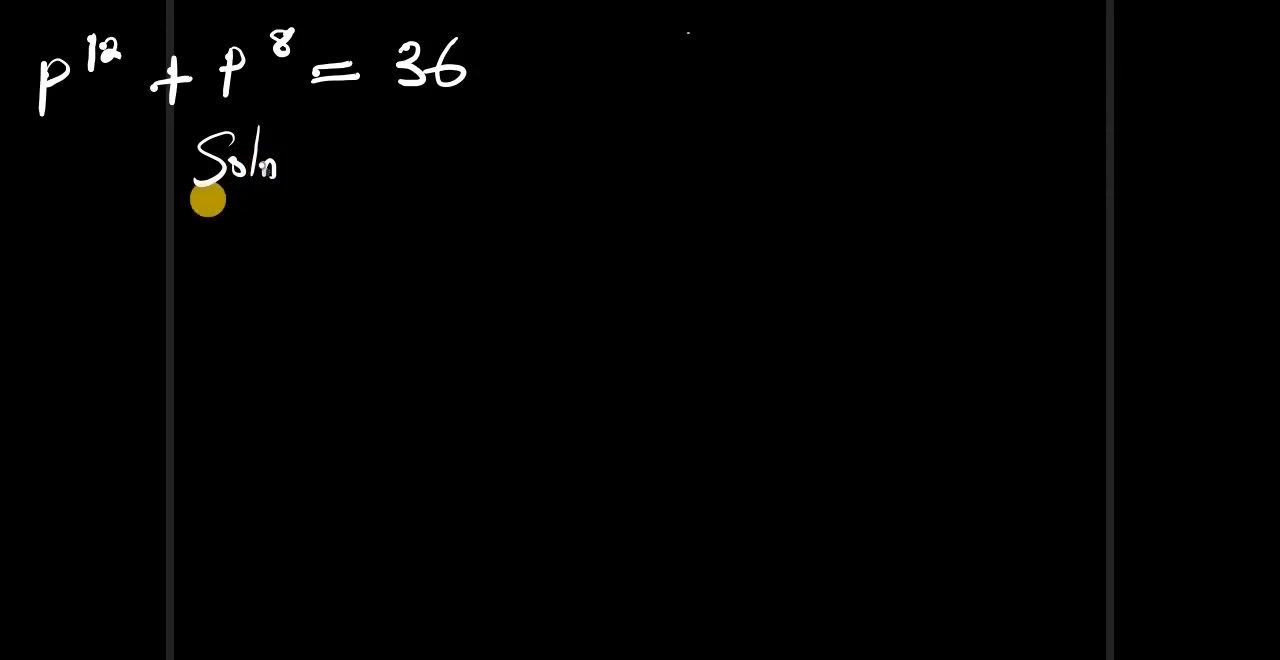 p¹² + p⁸ = 36
Soln